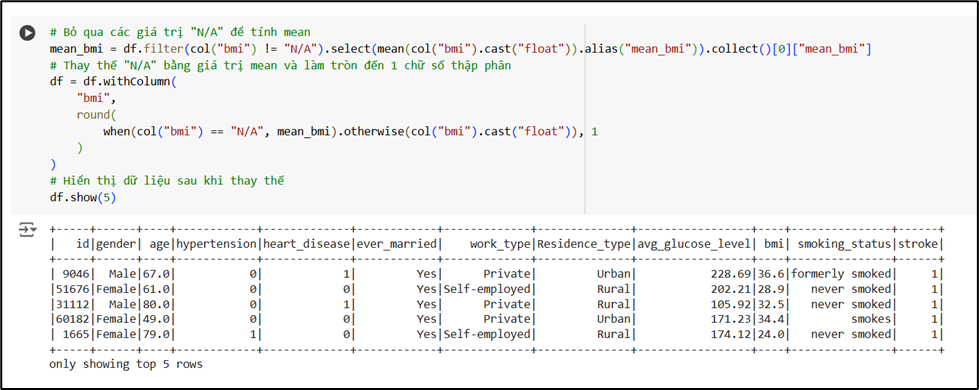 # Bỏ qua các giá trị "N/A" để tính mean
mean_bmi = df.filter(col("bmi") != "N/A").select(mean(col("bmi").cast("float")).alias("mean_bmi")).collect()[0]["mean_bmi"]
# Thay thế "N/A" bằng giá trị mean và làm tròn đến 1 chữ số thập phân
df = df.withColumn(
    "bmi",
    round(
        when(col("bmi") == "N/A", mean_bmi).otherwise(col("bmi").cast("float")), 1
    )
)
# Hiển thị dữ liệu sau khi thay thế
df.show(5)
+-----+------+----+------------+-------------+------------+-------------+--------------+-----------------+----+---------------+------+
|   id|gender| age|hypertension|heart_disease|ever_married|    work_type|Residence_type|avg_glucose_level| bmi| smoking_status|stroke|
+-----+------+----+------------+-------------+------------+-------------+--------------+-----------------+----+---------------+------+
| 9046|  Male|67.0|           0|            1|         Yes|      Private|         Urban|           228.69|36.6|formerly smoked|     1|
|51676|Female|61.0|           0|            0|         Yes|Self-employed|         Rural|           202.21|28.9|   never smoked|     1|
|31112|  Male|80.0|           0|            1|         Yes|      Private|         Rural|           105.92|32.5|   never smoked|     1|
|60182|Female|49.0|           0|            0|         Yes|      Private|         Urban|           171.23|34.4|         smokes|     1|
| 1665|Female|79.0|           1|            0|         Yes|Self-employed|         Rural|           174.12|24.0|   never smoked|     1|
+-----+------+----+------------+-------------+------------+-------------+--------------+-----------------+----+---------------+------+
only showing top 5 rows